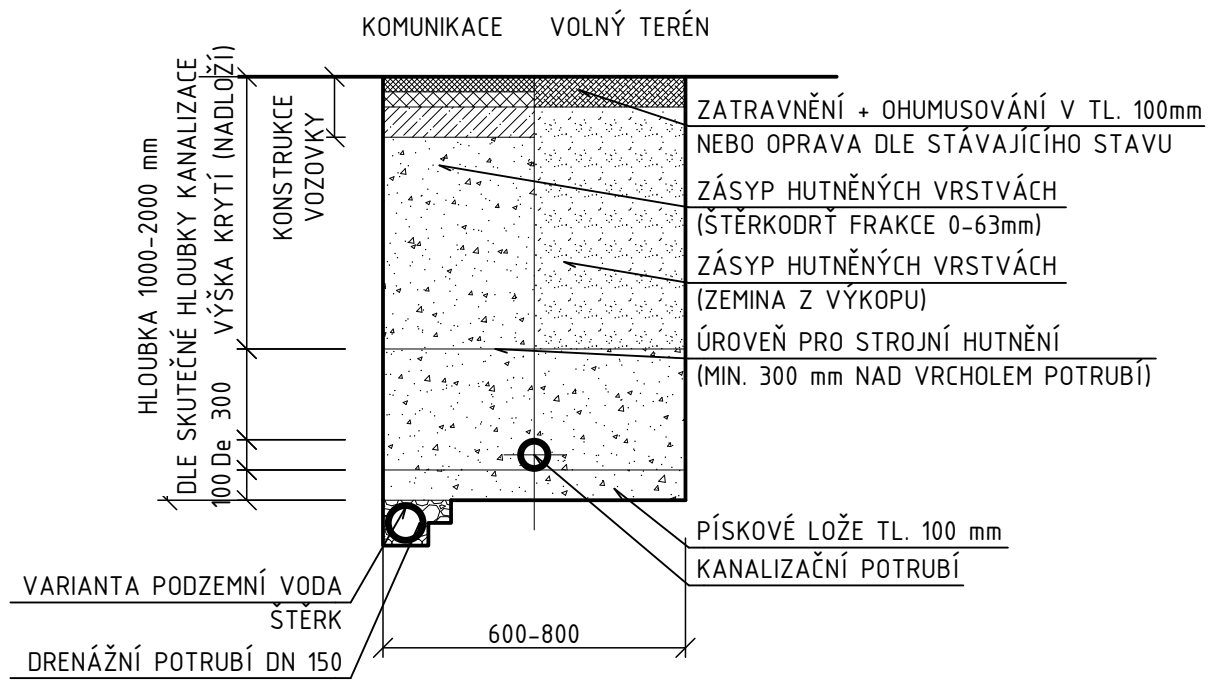 KOMUNIKACE VOLNÝ TERÉN
HLOUBKA 1000-2000 mm
DLE SKUTEČNÉ HLOUBKY KANALIZACE
VÝŠKA KRYTÍ (NADLOŽÍ)
100 De 300
KONSTRUKCE
VOZOVKY
ZATRAVNĚNÍ + OHUMUSOVÁNÍ V TL. 100mm
NEBO OPRAVA DLE STÁVAJÍCÍHO STAVU
ZÁSYP HUTNĚNÝCH VRSTVÁCH
(ŠTĚRKODRŤ FRAKCE 0-63mm)
ZÁSYP HUTNĚNÝCH VRSTVÁCH
(ZEMINA Z VÝKOPU)
ÚROVEŇ PRO STROJNÍ HUTNĚNÍ
(MIN. 300 mm NAD VRCHOLEM POTRUBÍ)
PÍSKOVÉ LOŽE TL. 100 mm
KANALIZAČNÍ POTRUBÍ
VARIANTA PODZEMNÍ VODA
ŠTĚRK
DRENÁŽNÍ POTRUBÍ DN 150
600-800